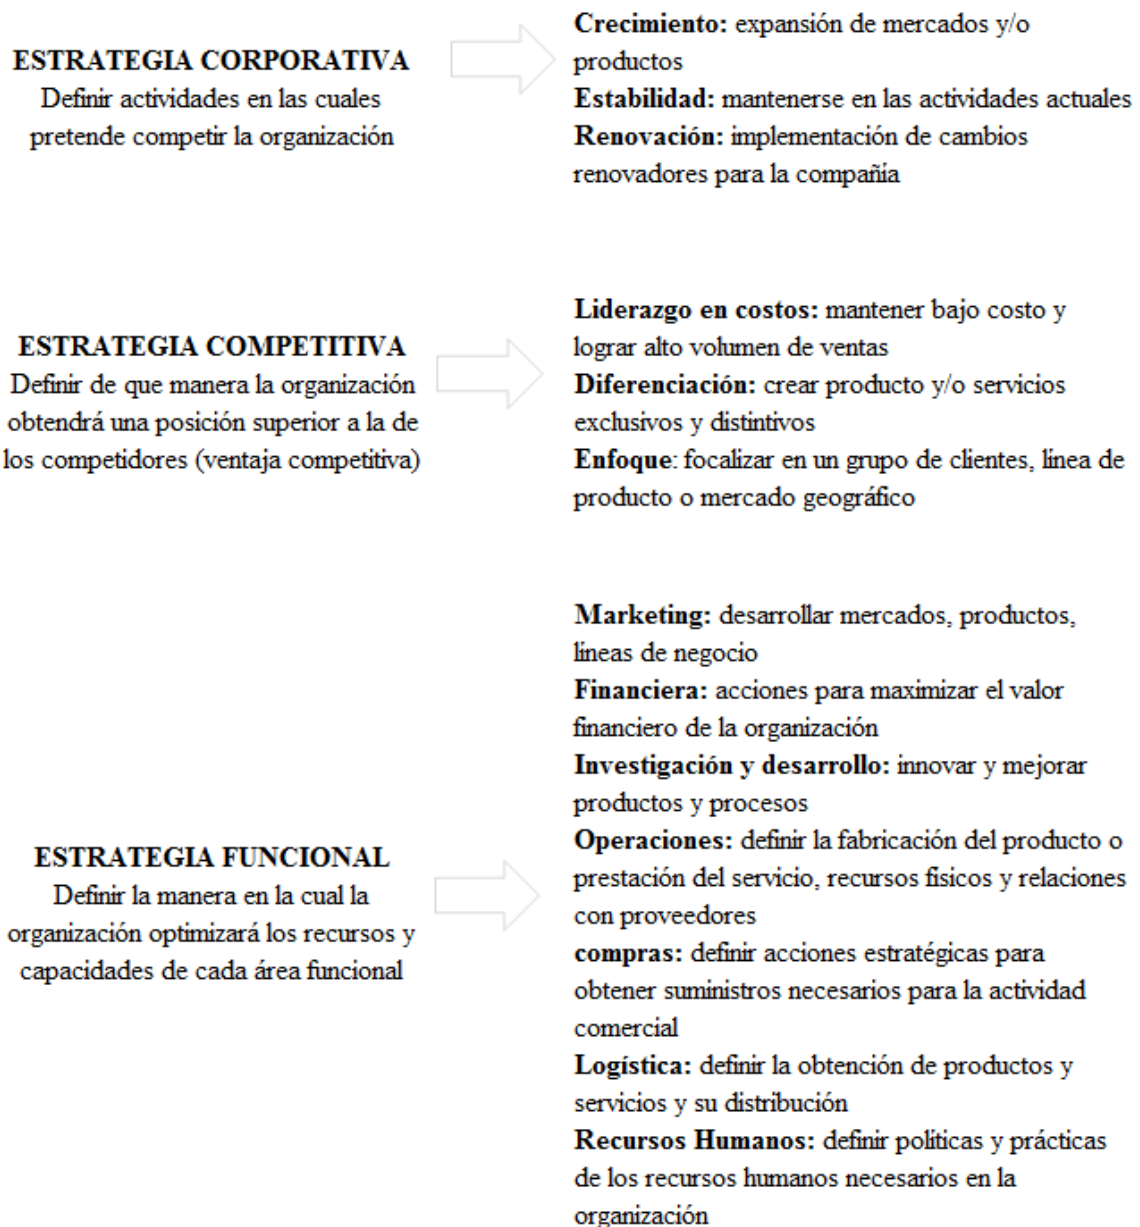 ESTRATEGIA CORPORATIVA
Definir actividades en las cuales
pretende competir la organización
Crecimiento: expansión de mercados y/o
productos
Estabilidad: mantenerse en las actividades actuales
Renovación: implementación de cambios
renovadores para la compañía
ESTRATEGIA COMPETITIVA
Definir de que manera la organización
obtendrá una posición superior a la de
los competidores (ventaja competitiva)
Liderazgo en costos: mantener bajo costo y
lograr alto volumen de ventas
Diferenciación: crear producto y/o servicios
exclusivos y distintivos
Enfoque: focalizar en un grupo de clientes, línea de
producto o mercado geográfico
ESTRATEGIA FUNCIONAL
Definir la manera en la cual la
organización optimizará los recursos y
capacidades de cada área funcional
Marketing: desarrollar mercados, productos,
líneas de negocio
Financiera: acciones para maximizar el valor
financiero de la organización
Investigación y desarrollo: innovar y mejorar
productos y procesos
Operaciones: definir la fabricación del producto o
prestación del servicio, recursos físicos y relaciones
con proveedores
compras: definir acciones estratégicas para
obtener suministros necesarios para la actividad
comercial
Logística: definir la obtención de productos y
servicios y su distribución
Recursos Humanos: definir políticas y prácticas
de los recursos humanos necesarios en la
organización